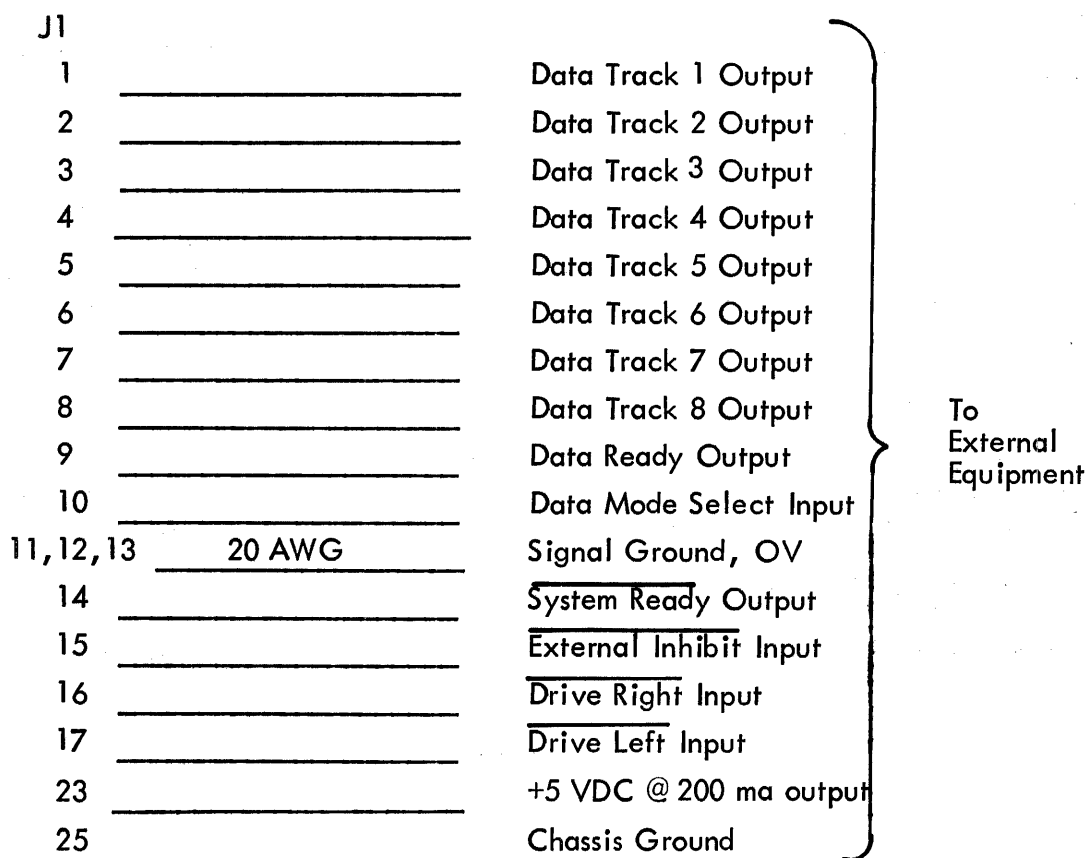 J1
1 Data Track 1 Output
2 Data Track 2 Output
3 Data Track 3 Output
4 Data Track 4 Output
5 Data Track 5 Output
6 Data Track 6 Output
7 Data Track 7 Output
8 Data Track 8 Output
9 Data Ready Output
10 Data Mode Select Input
11,12,13 20 AWG Signal Ground, OV
14 System Ready Output
15 External Inhibit Input
16 Drive Right Input
17 Drive Left Input
23 +5 VDC @ 200 ma output
25 Chassis Ground
To
External
Equipment